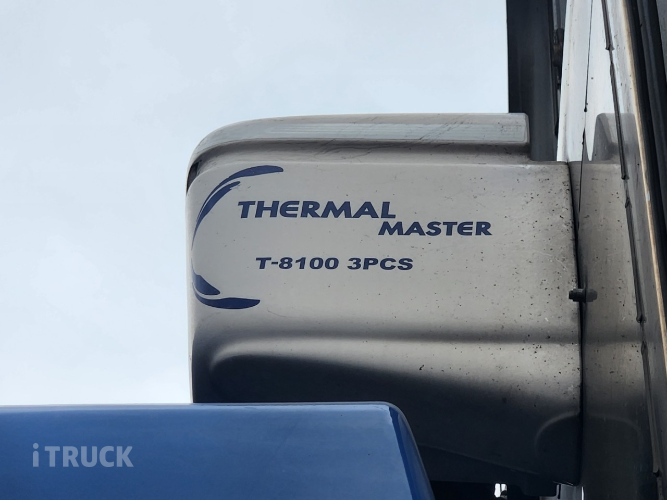 THERMAL
MASTER
T-8100 3PCS
iTRUCK